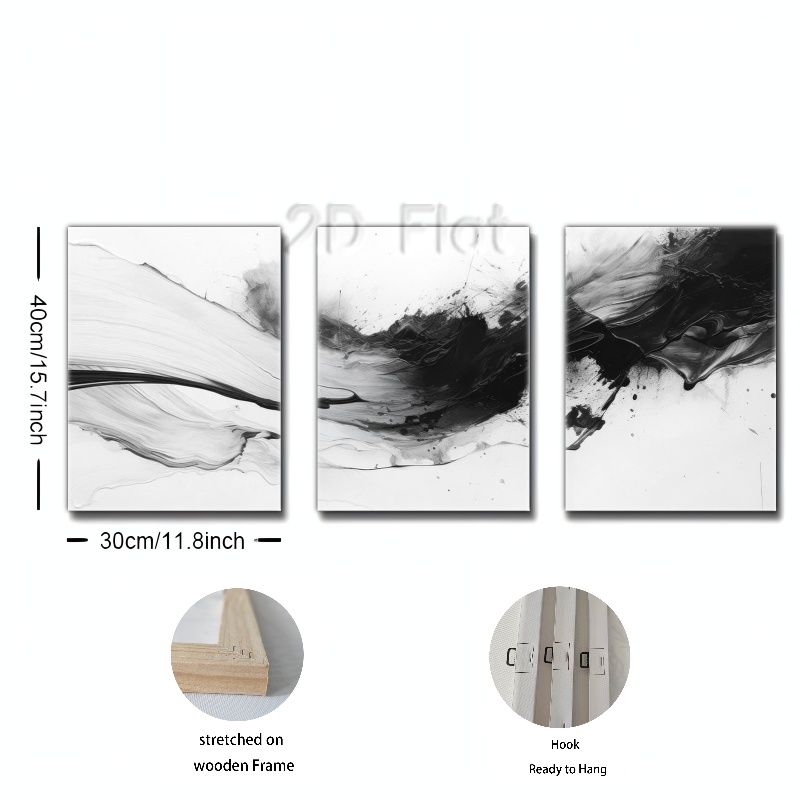 2D Flat
40cm/15.7inch
30cm/11.8inch
stretched on
wooden Frame
Hook
Ready to Hang